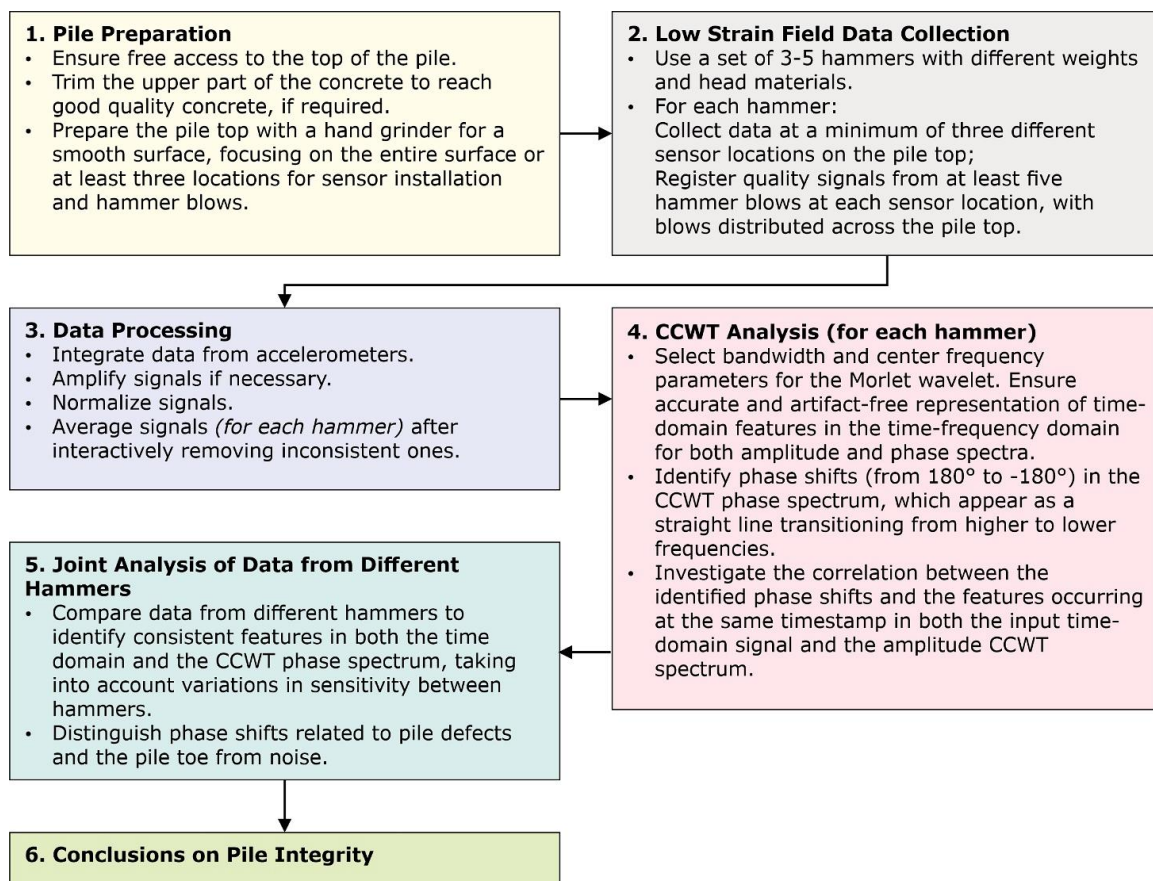 1. Pile Preparation
• Ensure free access to the top of the pile.
• Trim the upper part of the concrete to reach
good quality concrete, if required.
• Prepare the pile top with a hand grinder for a
smooth surface, focusing on the entire surface or
at least three locations for sensor installation
and hammer blows.
2. Low Strain Field Data Collection
• Use a set of 3-5 hammers with different weights
and head materials.
• For each hammer:
Collect data at a minimum of three different
sensor locations on the pile top;
Register quality signals from at least five
hammer blows at each sensor location, with
blows distributed across the pile top.
3. Data Processing
• Integrate data from accelerometers.
• Amplify signals if necessary.
• Normalize signals.
• Average signals (for each hammer) after
interactively removing inconsistent ones.
4. CCWT Analysis (for each hammer)
• Select bandwidth and center frequency
parameters for the Morlet wavelet. Ensure
accurate and artifact-free representation of time-
domain features in the time-frequency domain
for both amplitude and phase spectra.
• Identify phase shifts (from 180° to -180°) in the
CCWT phase spectrum, which appear as a
straight line transitioning from higher to lower
frequencies.
• Investigate the correlation between the
identified phase shifts and the features occurring
at the same timestamp in both the input time-
domain signal and the amplitude CCWT
spectrum.
5. Joint Analysis of Data from Different
Hammers
• Compare data from different hammers to
identify consistent features in both the time
domain and the CCWT phase spectrum, taking
into account variations in sensitivity between
hammers.
• Distinguish phase shifts related to pile defects
and the pile toe from noise.
6. Conclusions on Pile Integrity